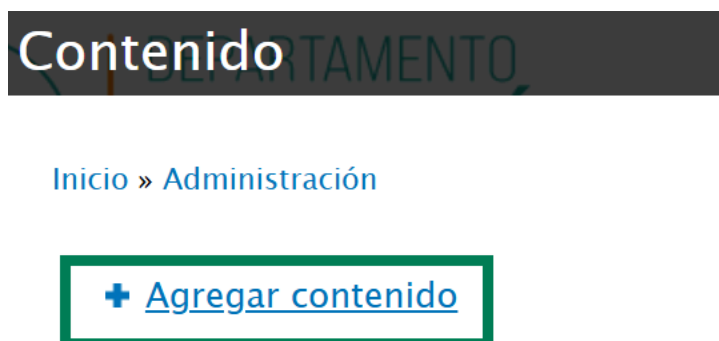 Contenido
DEPARTAMENTO
Inicio » Administración
+ Agregar contenido